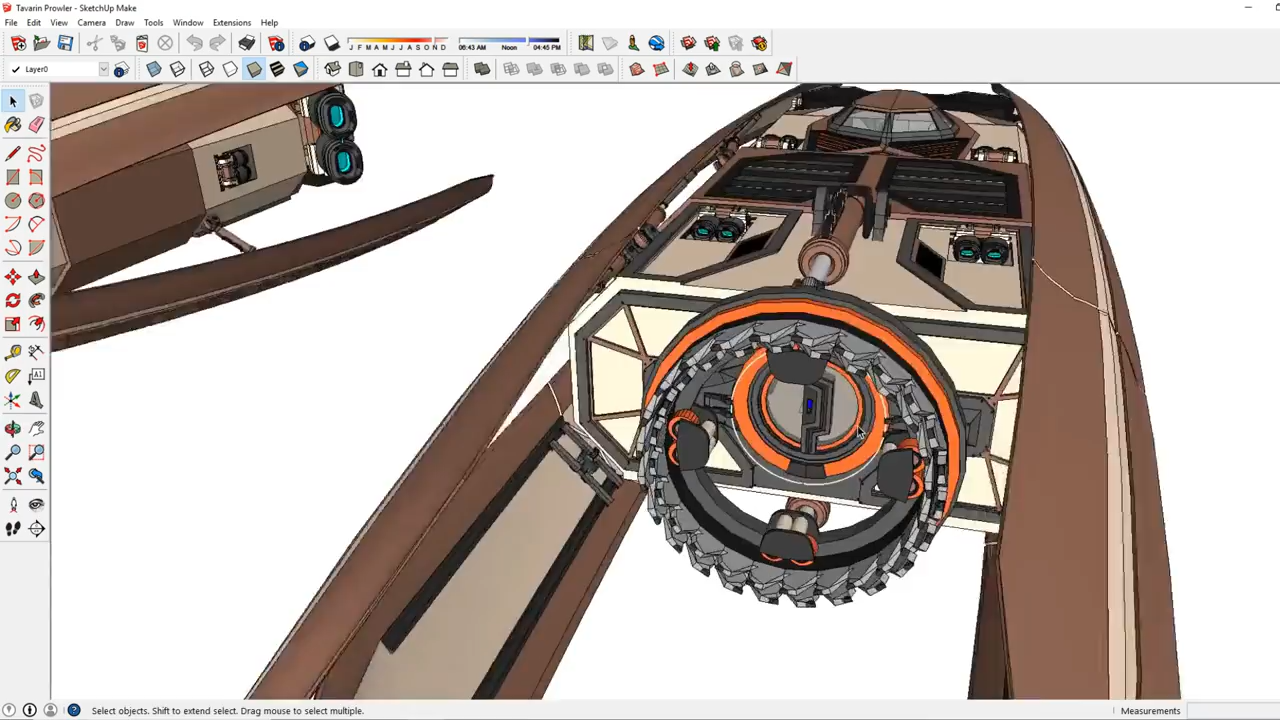 Tavarin Prowler - SketchUp Make
File Edit View Camera Draw Tools Window Extensions Help
J F M A M J J A S O N D 06:43 AM Noon 04:45 PM
Layer0
A1
Select objects. Shift to extend select. Drag mouse to select multiple. Measurements